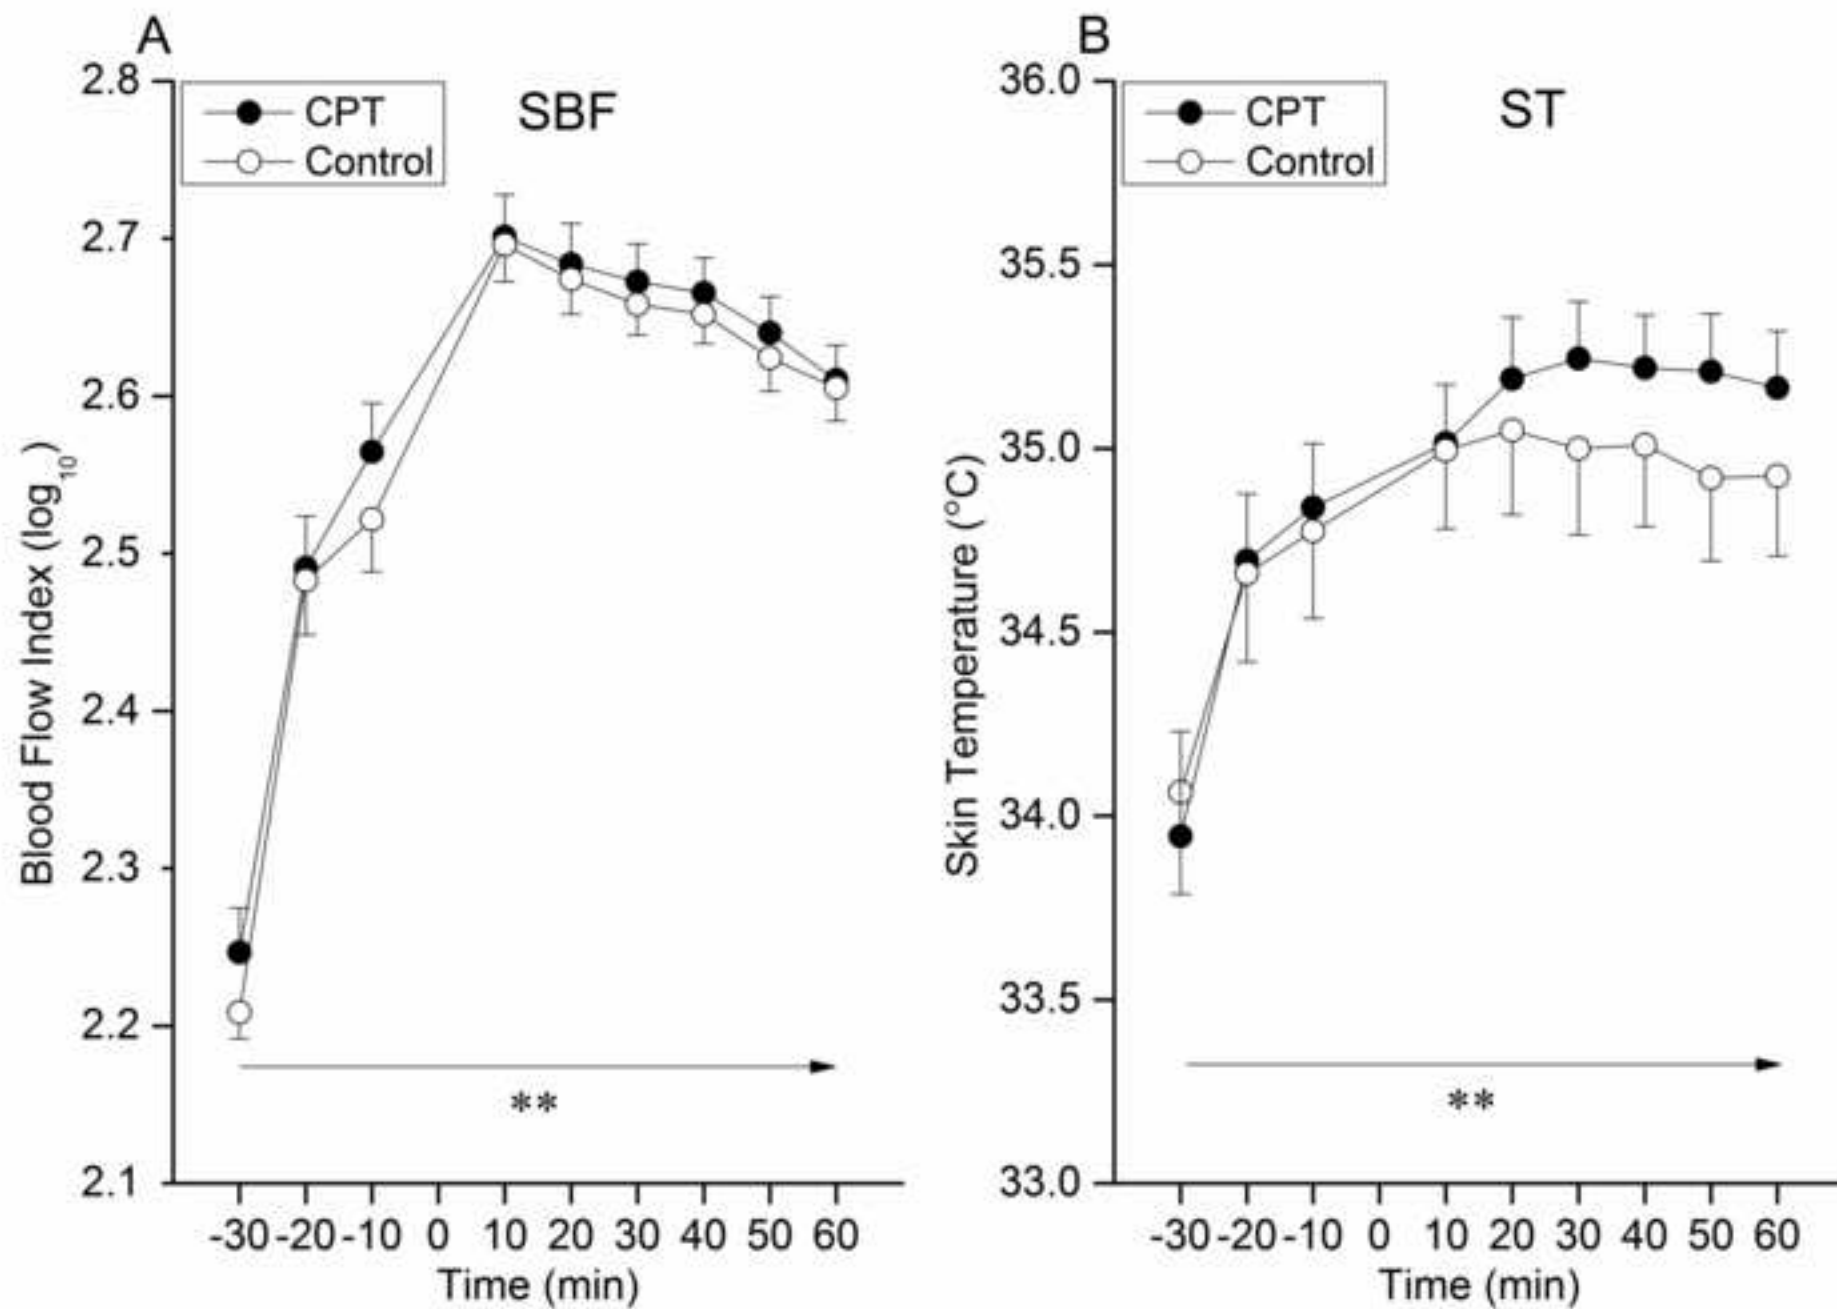 A
SBF
CPT
Control
2.8
2.7
2.6
2.5
2.4
2.3
2.2
2.1
Blood Flow Index (log10)
**
-30 -20 -10 0 10 20 30 40 50 60
Time (min)
B
ST
CPT
Control
36.0
35.5
35.0
34.5
34.0
33.5
33.0
Skin Temperature (°C)
**
-30 -20 -10 0 10 20 30 40 50 60
Time (min)